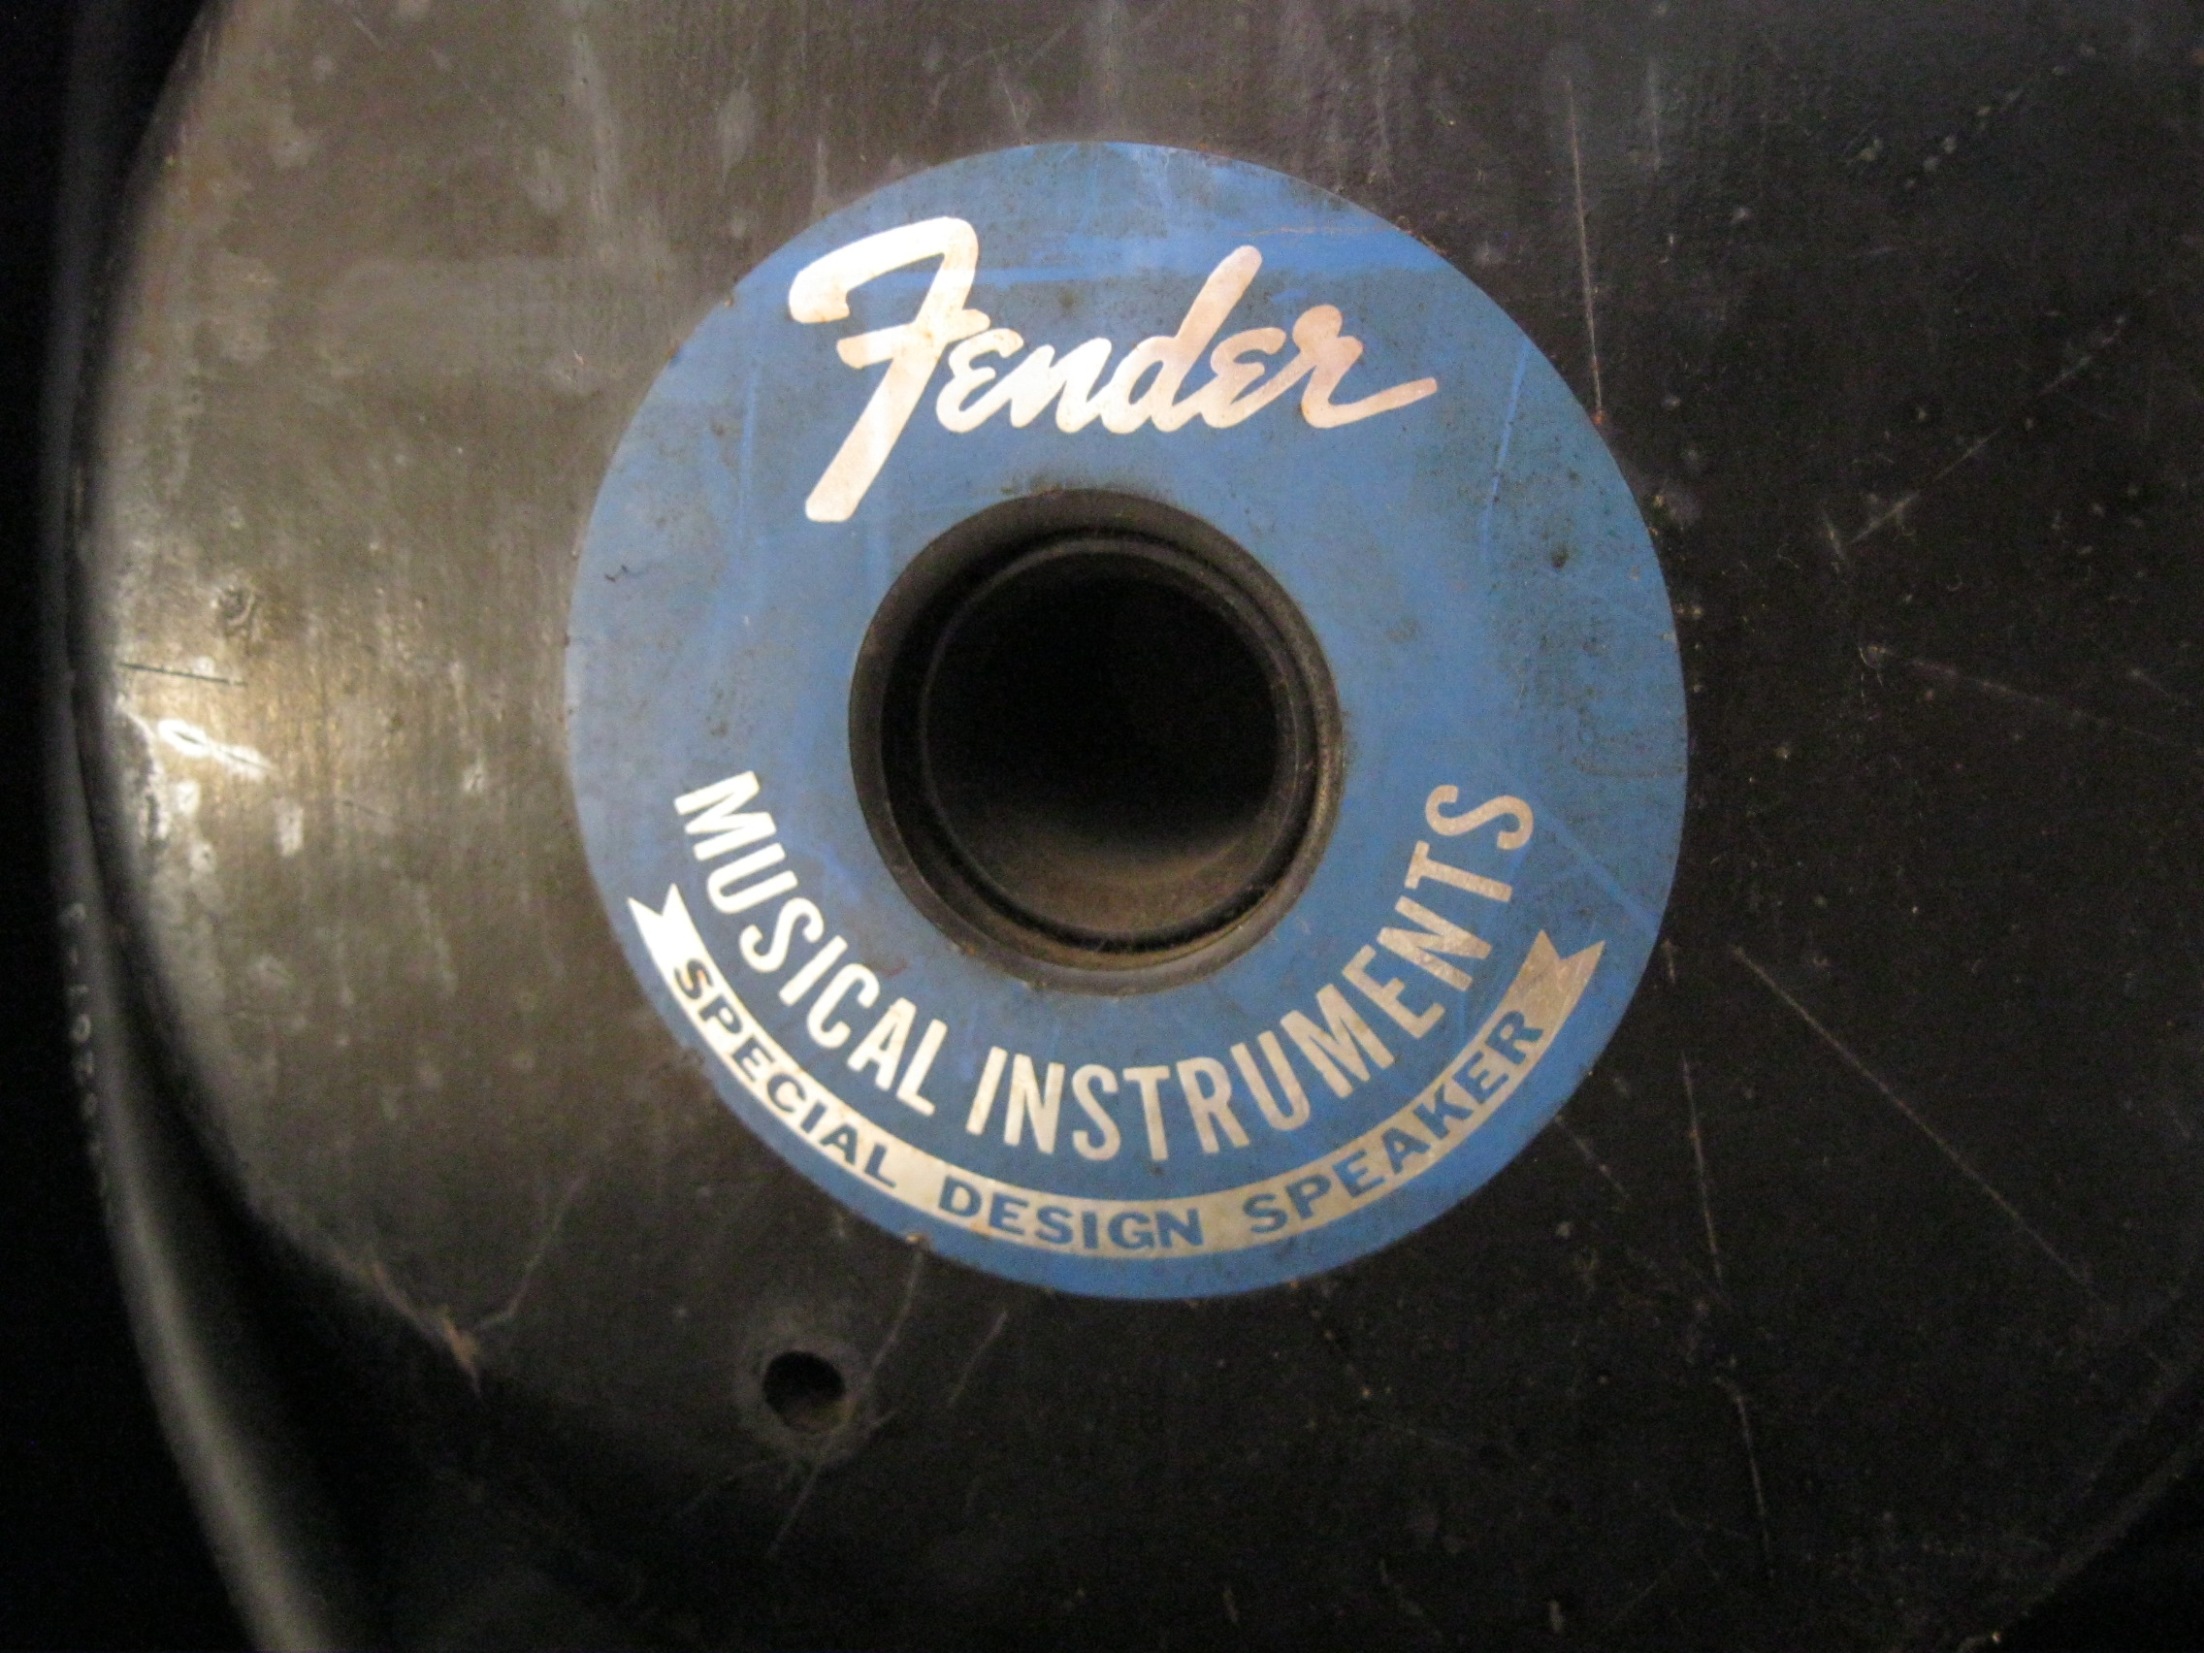 Fender
MUSICAL INSTRUMENTS
SPECIAL DESIGN SPEAKER